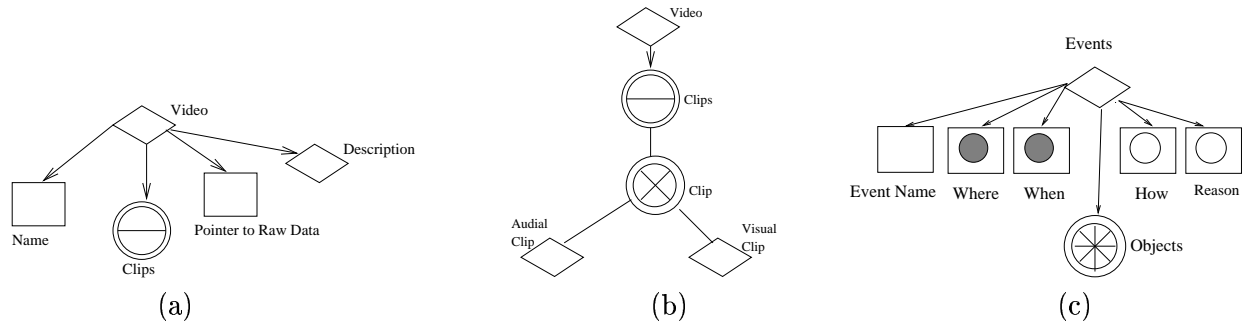 Video
Description
Name
Pointer to Raw Data
Clips
(a)
Video
Clips
Clip
Audial
Clip
Visual
Clip
(b)
Events
Event Name
Where
When
How
Reason
Objects
(c)